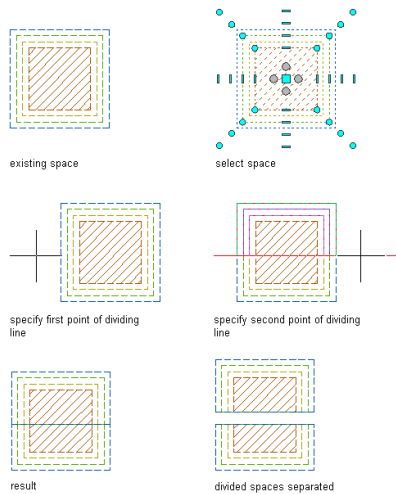 existing space
select space
specify first point of dividing
line
specify second point of dividing
line
result
divided spaces separated